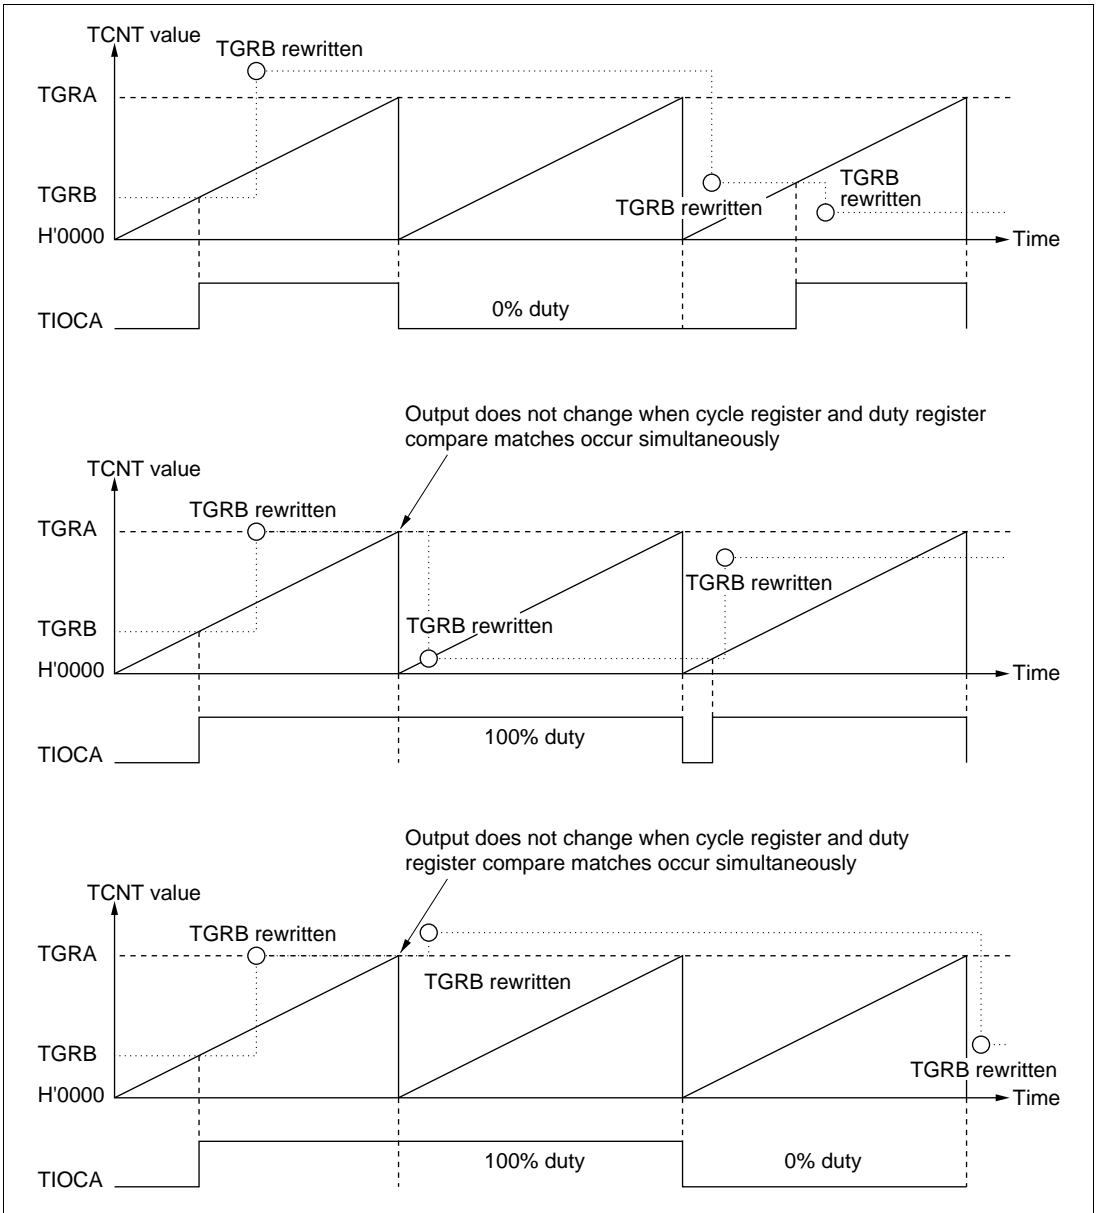 TCNT value
TGRB rewritten
TGRA
TGRB
rewritten
TGRB
TGRB rewritten
H'0000
Time
0% duty
TIOCA
Output does not change when cycle register and duty register
compare matches occur simultaneously
TCNT value
TGRB rewritten
TGRA
TGRB rewritten
TGRB
TGRB rewritten
H'0000
Time
100% duty
TIOCA
Output does not change when cycle register and duty
register compare matches occur simultaneously
TCNT value
TGRB rewritten
TGRA
TGRB rewritten
TGRB
TGRB rewritten
H'0000
Time
100% duty
0% duty
TIOCA